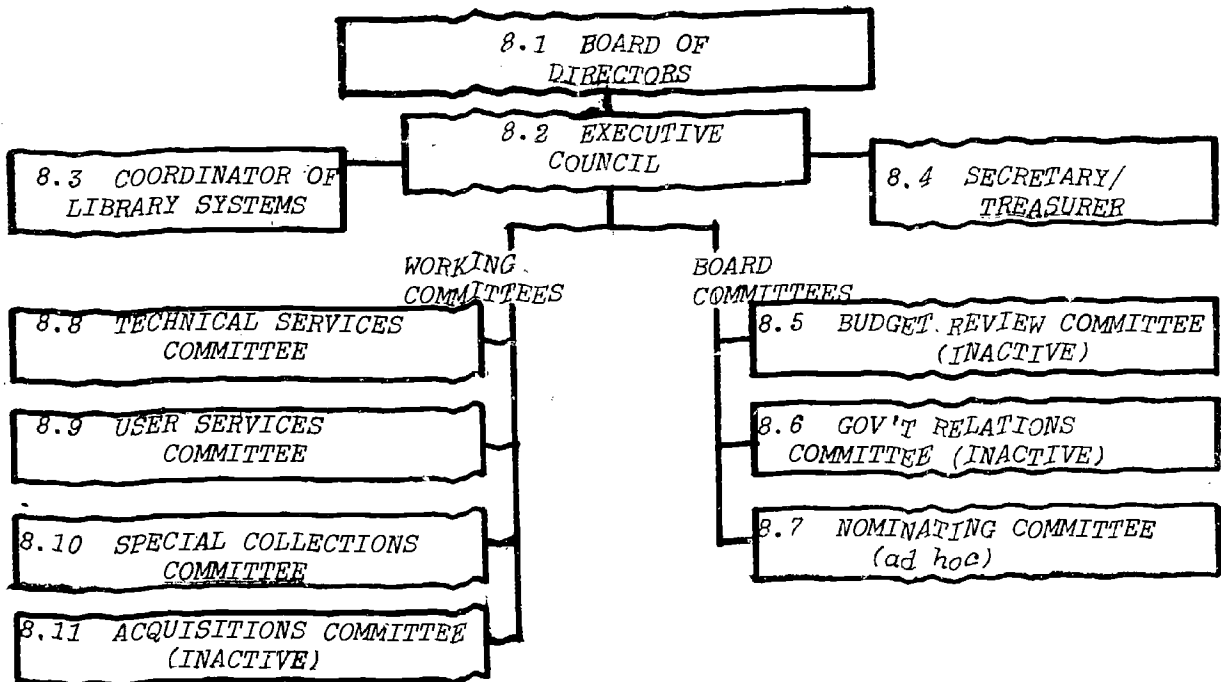 8.1 BOARD OF
DIRECTORS
8.2 EXECUTIVE
COUNCIL
8.3 COORDINATOR OF
LIBRARY SYSTEMS
8.4 SECRETARY/
TREASURER
WORKING
COMMITTEES
8.8 TECHNICAL SERVICES
COMMITTEE
8.9 USER SERVICES
COMMITTEE
8.10 SPECIAL COLLECTIONS
COMMITTEE
8.11 ACQUISITIONS COMMITTEE
(INACTIVE)
BOARD
COMMITTEES
8.5 BUDGET REVIEW COMMITTEE
(INACTIVE)
8.6 GOV'T RELATIONS
COMMITTEE (INACTIVE)
8.7 NOMINATING COMMITTEE
(ad hoc)